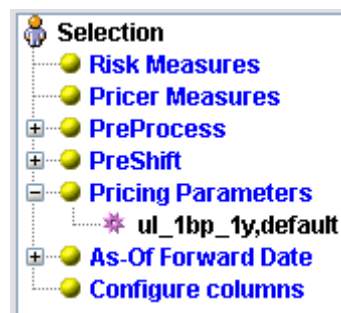 Selection
Risk Measures
Pricer Measures
PreProcess
PreShift
Pricing Parameters
ul_1bp_1y,default
As-Of Forward Date
Configure columns